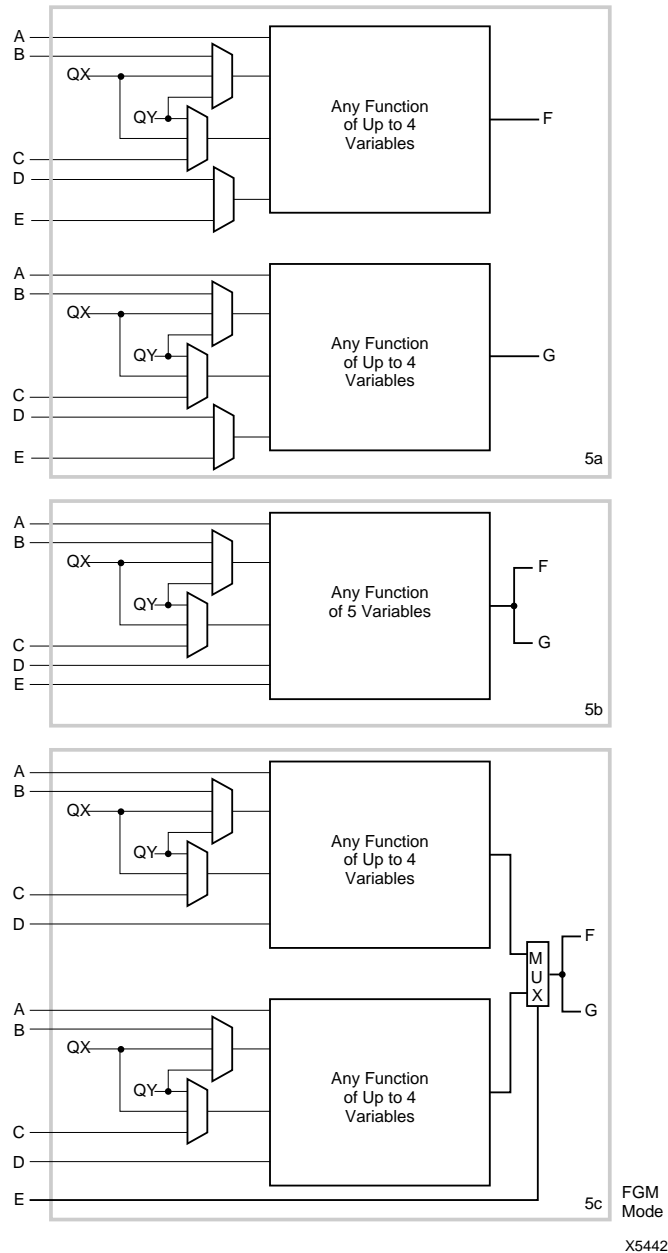 A
B
QX
QY
C
D
E
Any Function
of Up to 4
Variables
F
A
B
QX
QY
C
D
E
Any Function
of Up to 4
Variables
G
5a
A
B
QX
QY
C
D
E
Any Function
of 5 Variables
F
G
5b
A
B
QX
QY
C
D
Any Function
of Up to 4
Variables
A
B
QX
QY
C
D
E
Any Function
of Up to 4
Variables
M
U
X
F
G
5c
FGM
Mode
X5442